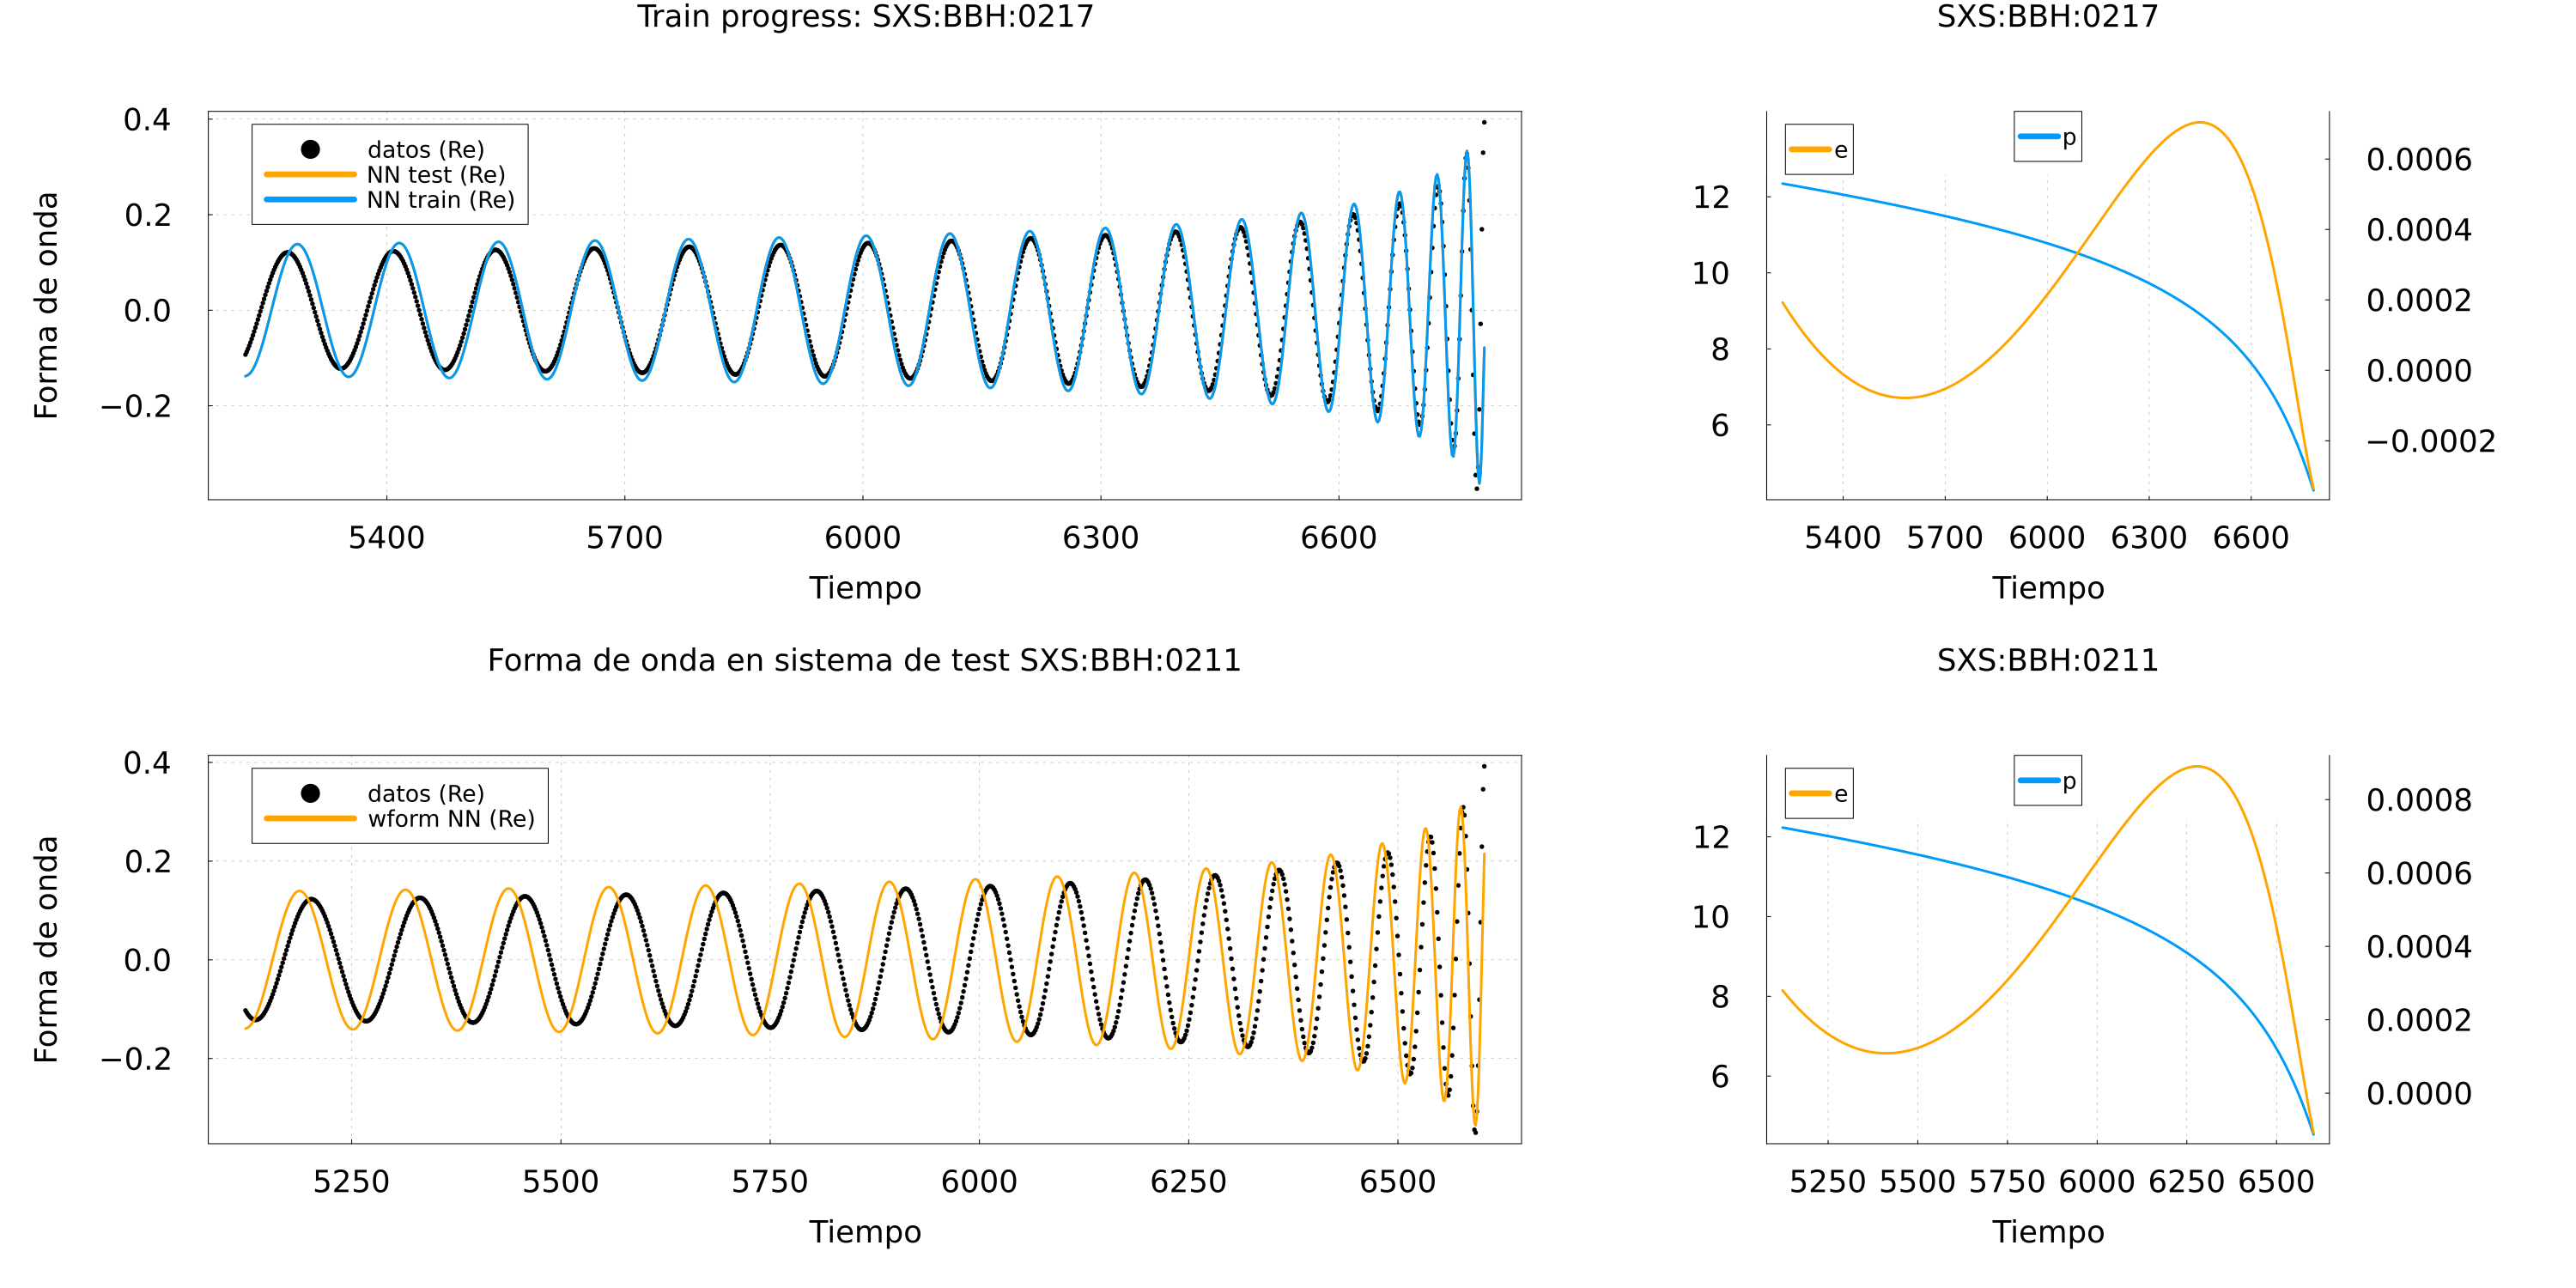 Train progress: SXS:BBH:0217
0.4
0.2
0.0
−0.2
Forma de onda
datos (Re)
NN test (Re)
NN train (Re)
5400 5700 6000 6300 6600
Tiempo
SXS:BBH:0217
e
p
12
10
8
6
0.0006
0.0004
0.0002
0.0000
−0.0002
5400 5700 6000 6300 6600
Tiempo
Forma de onda en sistema de test SXS:BBH:0211
0.4
0.2
0.0
−0.2
Forma de onda
datos (Re)
wform NN (Re)
5250 5500 5750 6000 6250 6500
Tiempo
SXS:BBH:0211
e
p
12
10
8
6
0.0008
0.0006
0.0004
0.0002
0.0000
5250 5500 5750 6000 6250 6500
Tiempo